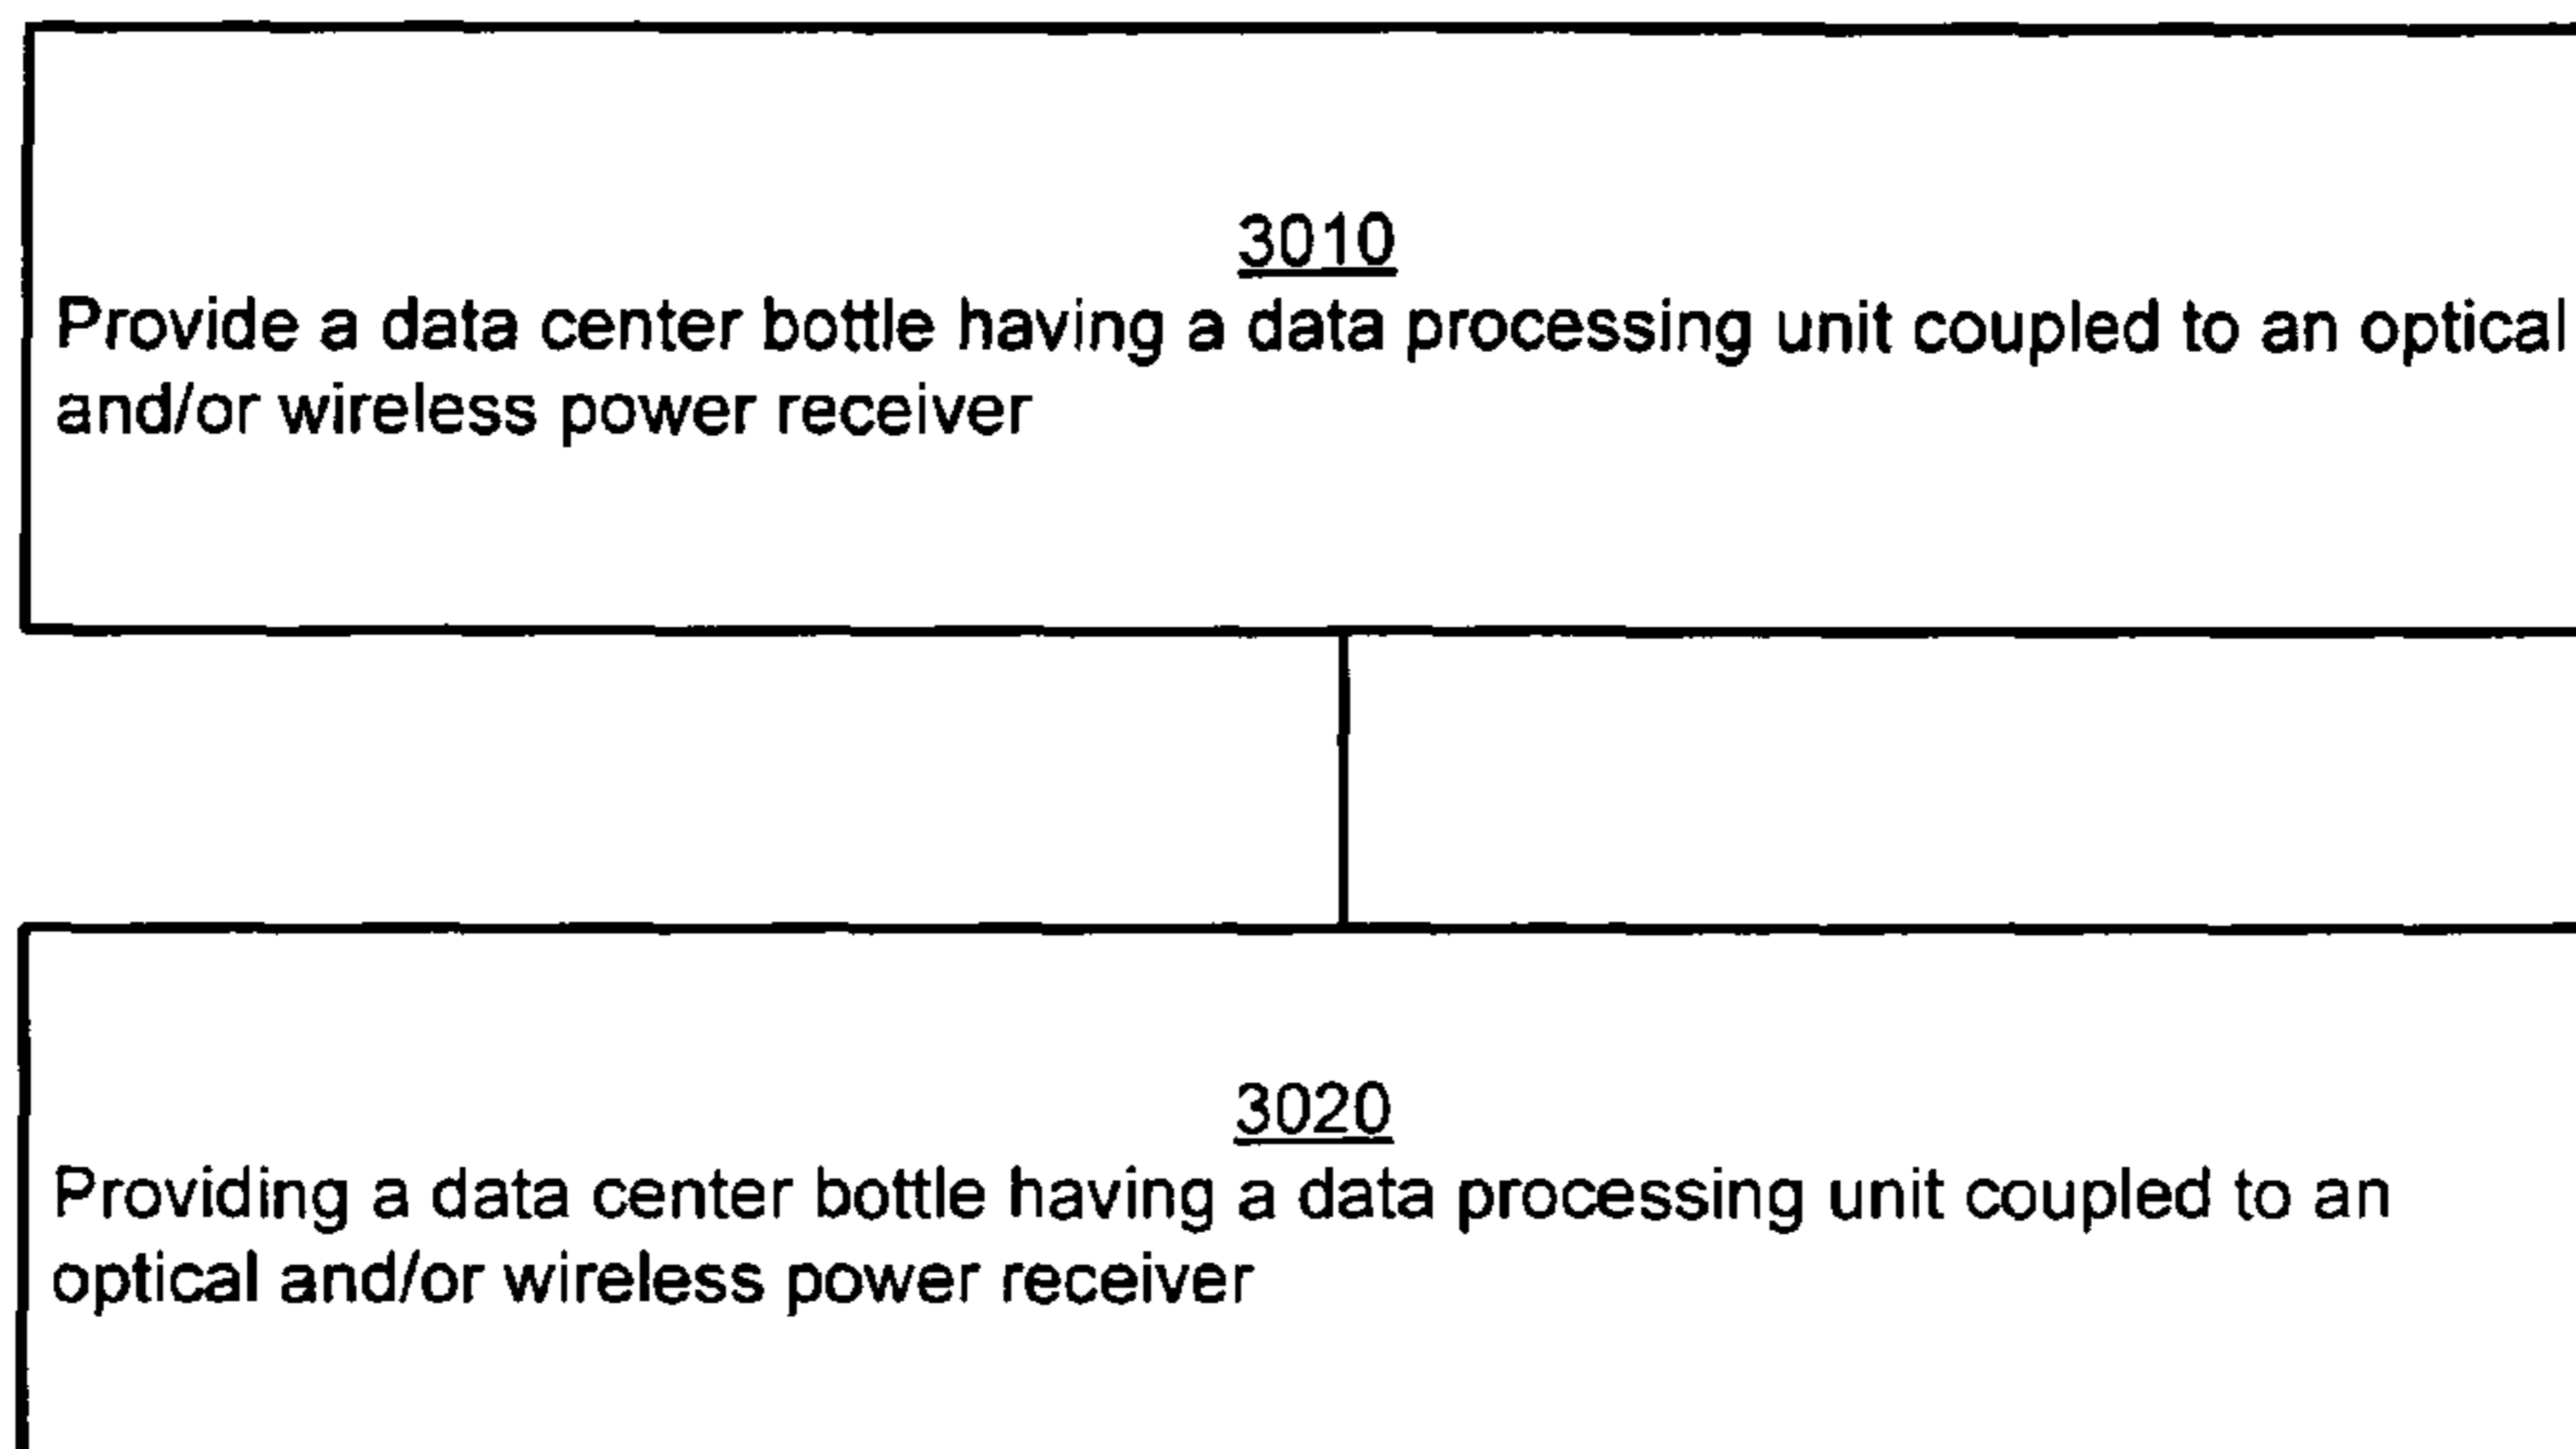 3010
Provide a data center bottle having a data processing unit coupled to an optical
and/or wireless power receiver
3020
Providing a data center bottle having a data processing unit coupled to an
optical and/or wireless power receiver